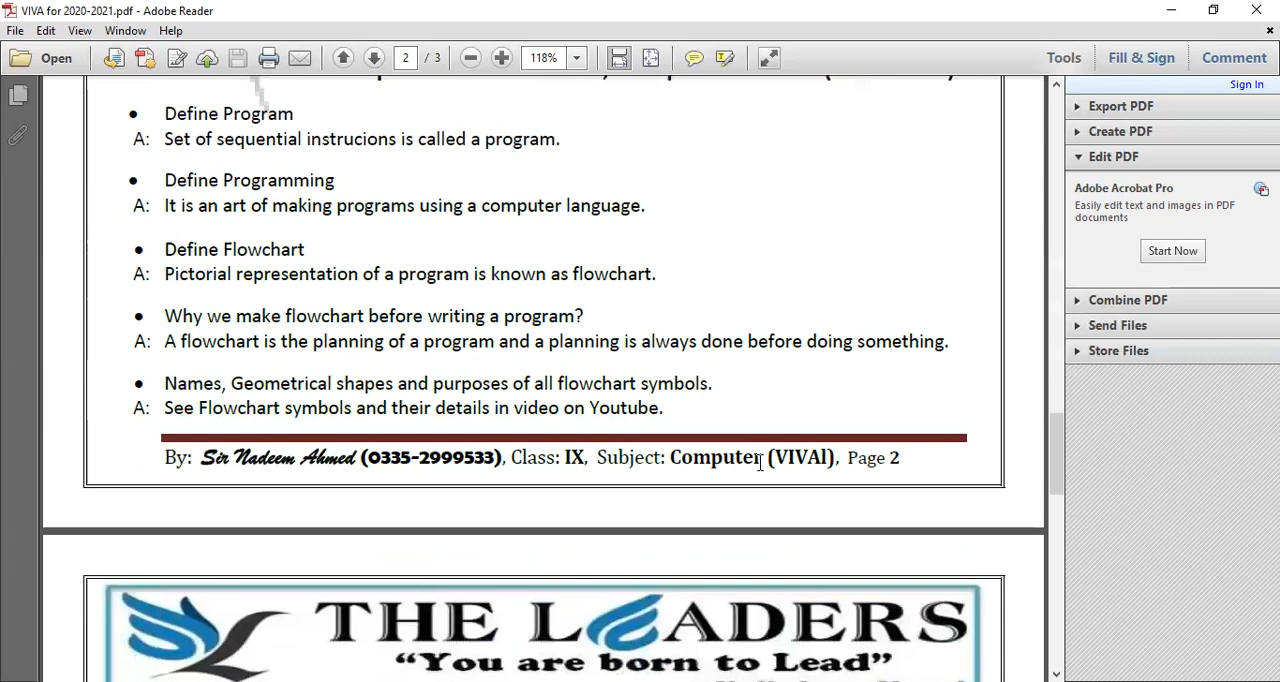 VIVA for 2020-2021.pdf - Adobe Reader
File Edit View Window Help
Open 2 / 3 118% Tools Fill & Sign Comment
Sign In
Export PDF
Create PDF
Edit PDF
Adobe Acrobat Pro
Easily edit text and images in PDF
documents
Start Now
Combine PDF
Send Files
Store Files
• Define Program
A: Set of sequential instrucions is called a program.
• Define Programming
A: It is an art of making programs using a computer language.
• Define Flowchart
A: Pictorial representation of a program is known as flowchart.
• Why we make flowchart before writing a program?
A: A flowchart is the planning of a program and a planning is always done before doing something.
• Names, Geometrical shapes and purposes of all flowchart symbols.
A: See Flowchart symbols and their details in video on Youtube.
By: Sir Nadeem Ahmed (0335-2999533), Class: IX, Subject: Computer (VIVAl), Page 2
THE LEADERS
“You are born to Lead”